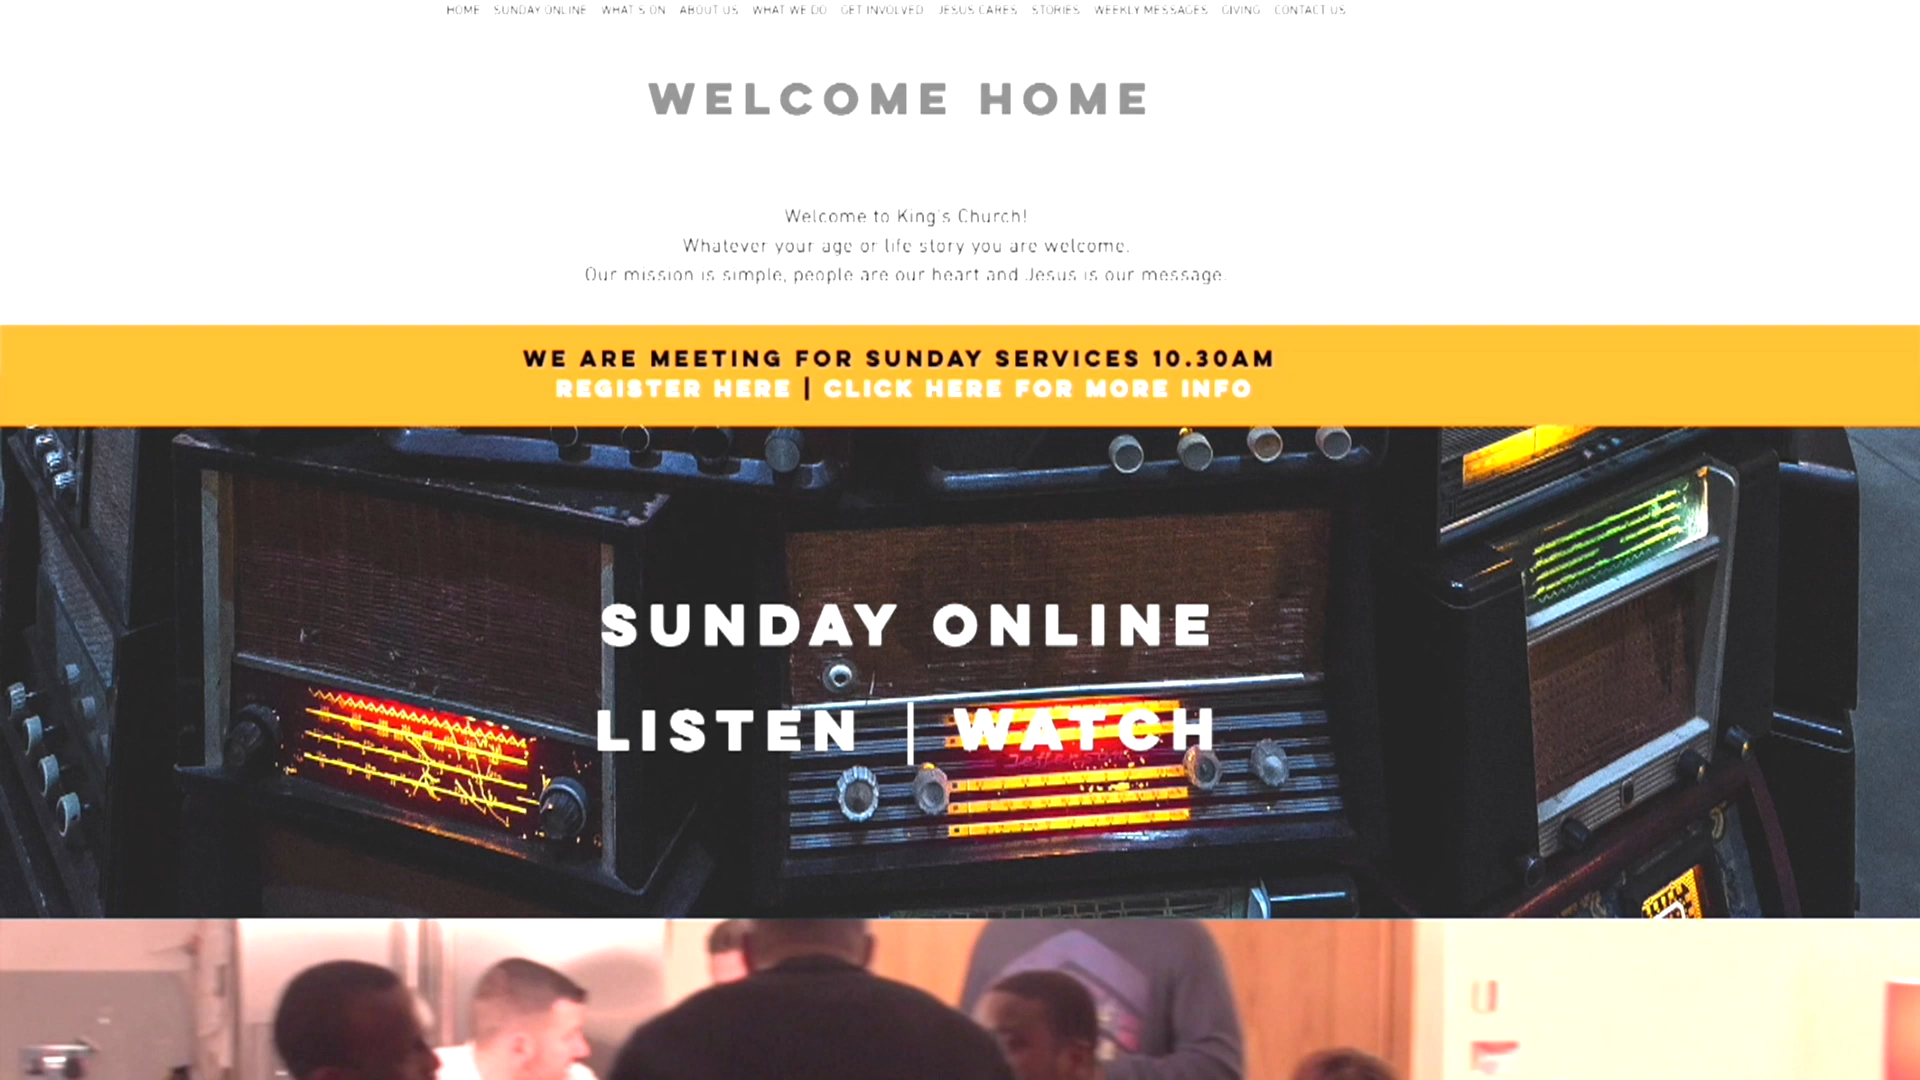 HOME SUNDAY ONLINE WHAT'S ON ABOUT US WHAT WE DO GET INVOLVED JESUS CARES STORIES WEEKLY MESSAGES GIVING CONTACT US
WELCOME HOME
Welcome to King's Church!
Whatever your age or life story you are welcome.
Our mission is simple, people are our heart and Jesus is our message.
WE ARE MEETING FOR SUNDAY SERVICES 10.30AM
REGISTER HERE | CLICK HERE FOR MORE INFO
SUNDAY ONLINE
LISTEN | WATCH